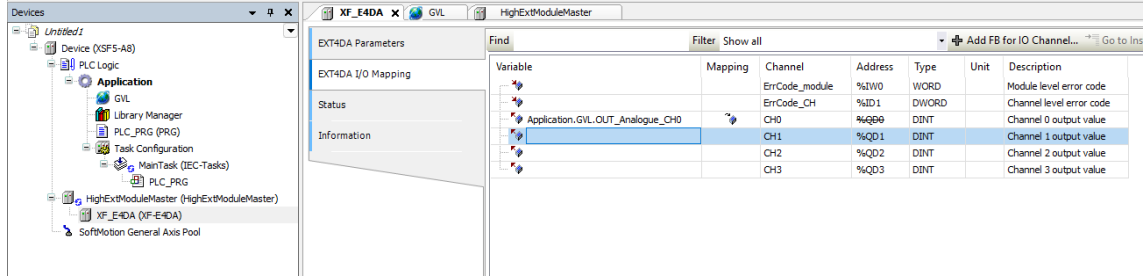 Devices
Untitled1
Device (XSF5-A8)
PLC Logic
Application
GVL
Library Manager
PLC_PRG (PRG)
Task Configuration
MainTask (IEC-Tasks)
PLC_PRG
HighExtModuleMaster (HighExtModuleMaster)
XF_E4DA (XF-E4DA)
SoftMotion General Axis Pool
XF_E4DA GVL HighExtModuleMaster
EXT4DA Parameters
EXT4DA I/O Mapping
Status
Information
Find Filter Show all Add FB for IO Channel... Go to Ins
Variable Mapping Channel Address Type Unit Description
ErrCode_module %IW0 WORD Module level error code
ErrCode_CH %ID1 DWORD Channel level error code
Application.GVL.OUT_Analogue_CH0 CH0 %QD0 DINT Channel 0 output value
CH1 %QD1 DINT Channel 1 output value
CH2 %QD2 DINT Channel 2 output value
CH3 %QD3 DINT Channel 3 output value